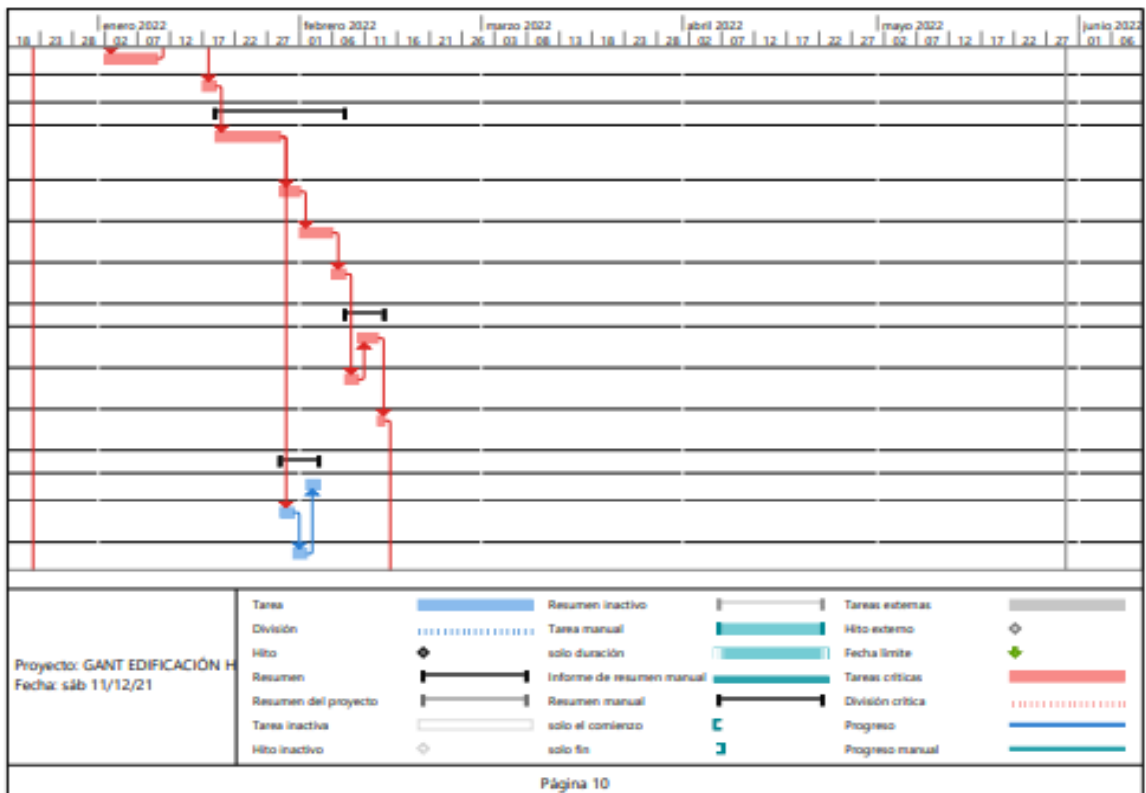 enero 2022 febrero 2022 marzo 2022 abril 2022 mayo 2022 junio 2022
18 23 28 02 07 12 17 22 27 01 06 11 16 21 26 03 08 13 18 23 28 02 07 12 17 22 27 02 07 12 17 22 27 01 06
Tarea Resumen inactivo Tareas externas
División Tarea manual Hito externo
Hito solo duración Fecha límite
Resumen Informe de resumen manual Tareas críticas
Resumen del proyecto Resumen manual División crítica
Tarea inactiva solo el comienzo Progreso
Hito inactivo solo fin Progreso manual
Proyecto: GANT EDIFICACIÓN H
Fecha: sáb 11/12/21
Página 10